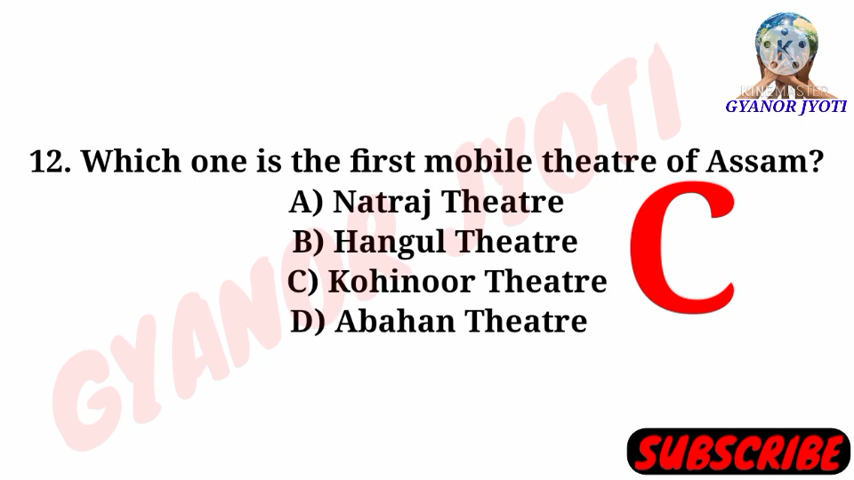 K
KINEMASTER
GYANOR JYOTI
12. Which one is the first mobile theatre of Assam?
A) Natraj Theatre
B) Hangul Theatre
C) Kohinoor Theatre
D) Abahan Theatre
C
GYANOR JYOTI
SUBSCRIBE